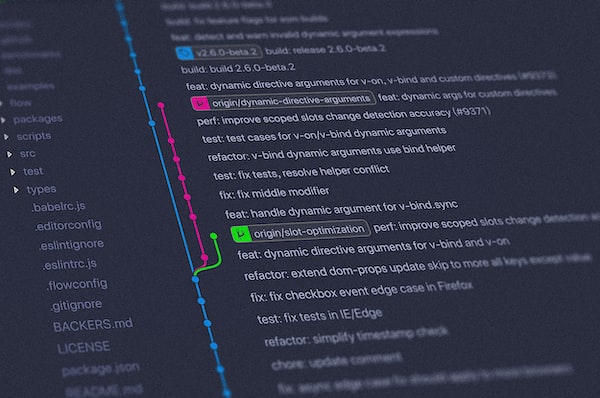 build: build 2.6.0-beta.3
build: fix feature flags for esm builds
feat: detect and warn invalid dynamic argument expressions
v2.6.0-beta.2 build: release 2.6.0-beta.2
build: build 2.6.0-beta.2
feat: dynamic directive arguments for v-on, v-bind and custom directives (#9373)
origin/dynamic-directive-arguments feat: dynamic args for custom directives
perf: improve scoped slots change detection accuracy (#9371)
test: test cases for v-on/v-bind dynamic arguments
refactor: v-bind dynamic arguments use bind helper
test: fix tests, resolve helper conflict
fix: fix middle modifier
feat: handle dynamic argument for v-bind.sync
origin/slot-optimization perf: improve scoped slots change detection
feat: dynamic directive arguments for v-bind and v-on
refactor: extend dom-props update skip to more all keys except value
fix: fix checkbox event edge case in Firefox
test: fix tests in IE/Edge
refactor: simplify timestamp check
chore: update comment
fix: async edge case fix should apply to more browsers
dist
examples
flow
packages
scripts
src
test
types
.babelrc.js
.editorconfig
.eslintignore
.eslintrc.js
.flowconfig
.gitignore
BACKERS.md
LICENSE
package.json
README.md